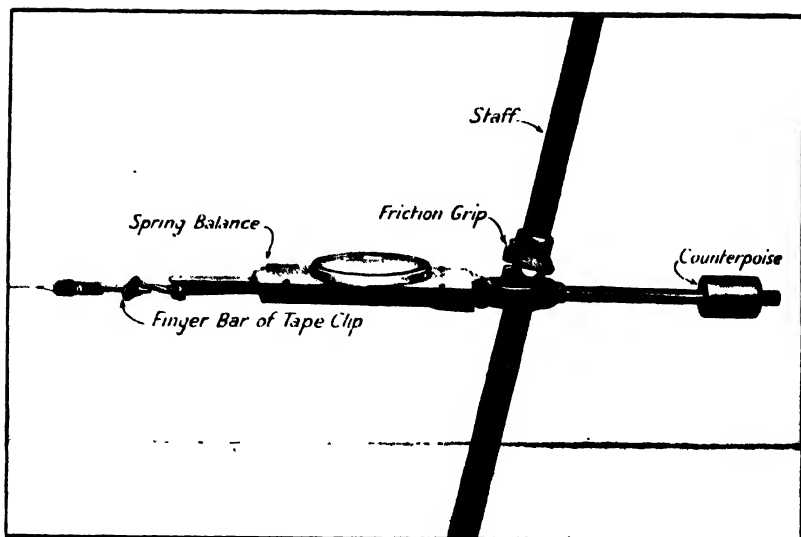 Staff
Friction Grip
Spring Balance
Counterpoise
Finger Bar of Tape Clip